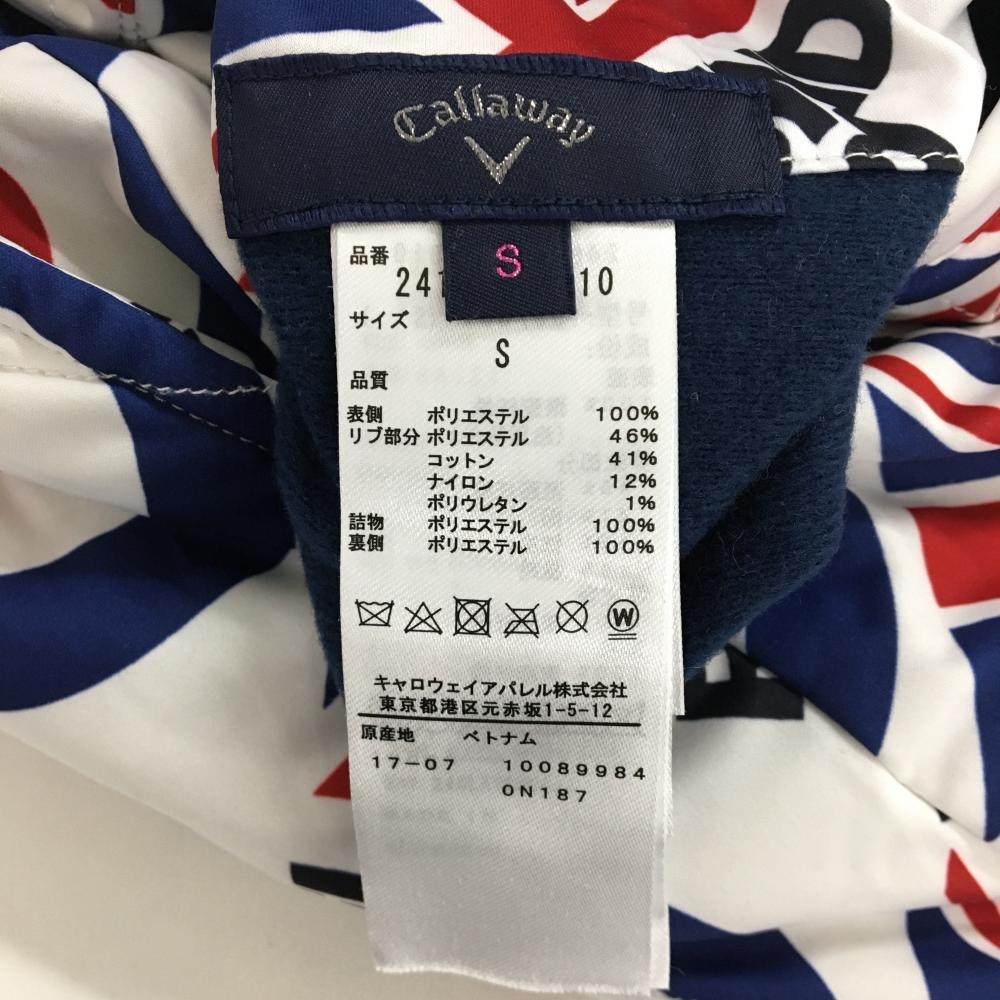 Callaway
S
品番
241 10
サイズ
S
品質
表側 ポリエステル 100%
リブ部分 ポリエステル 46%
コットン 41%
ナイロン 12%
ポリウレタン 1%
詰物 ポリエステル 100%
裏側 ポリエステル 100%
W
キャロウェイアパレル株式会社
東京都港区元赤坂1-5-12
原産地 ベトナム
17-07 10089984
0N187